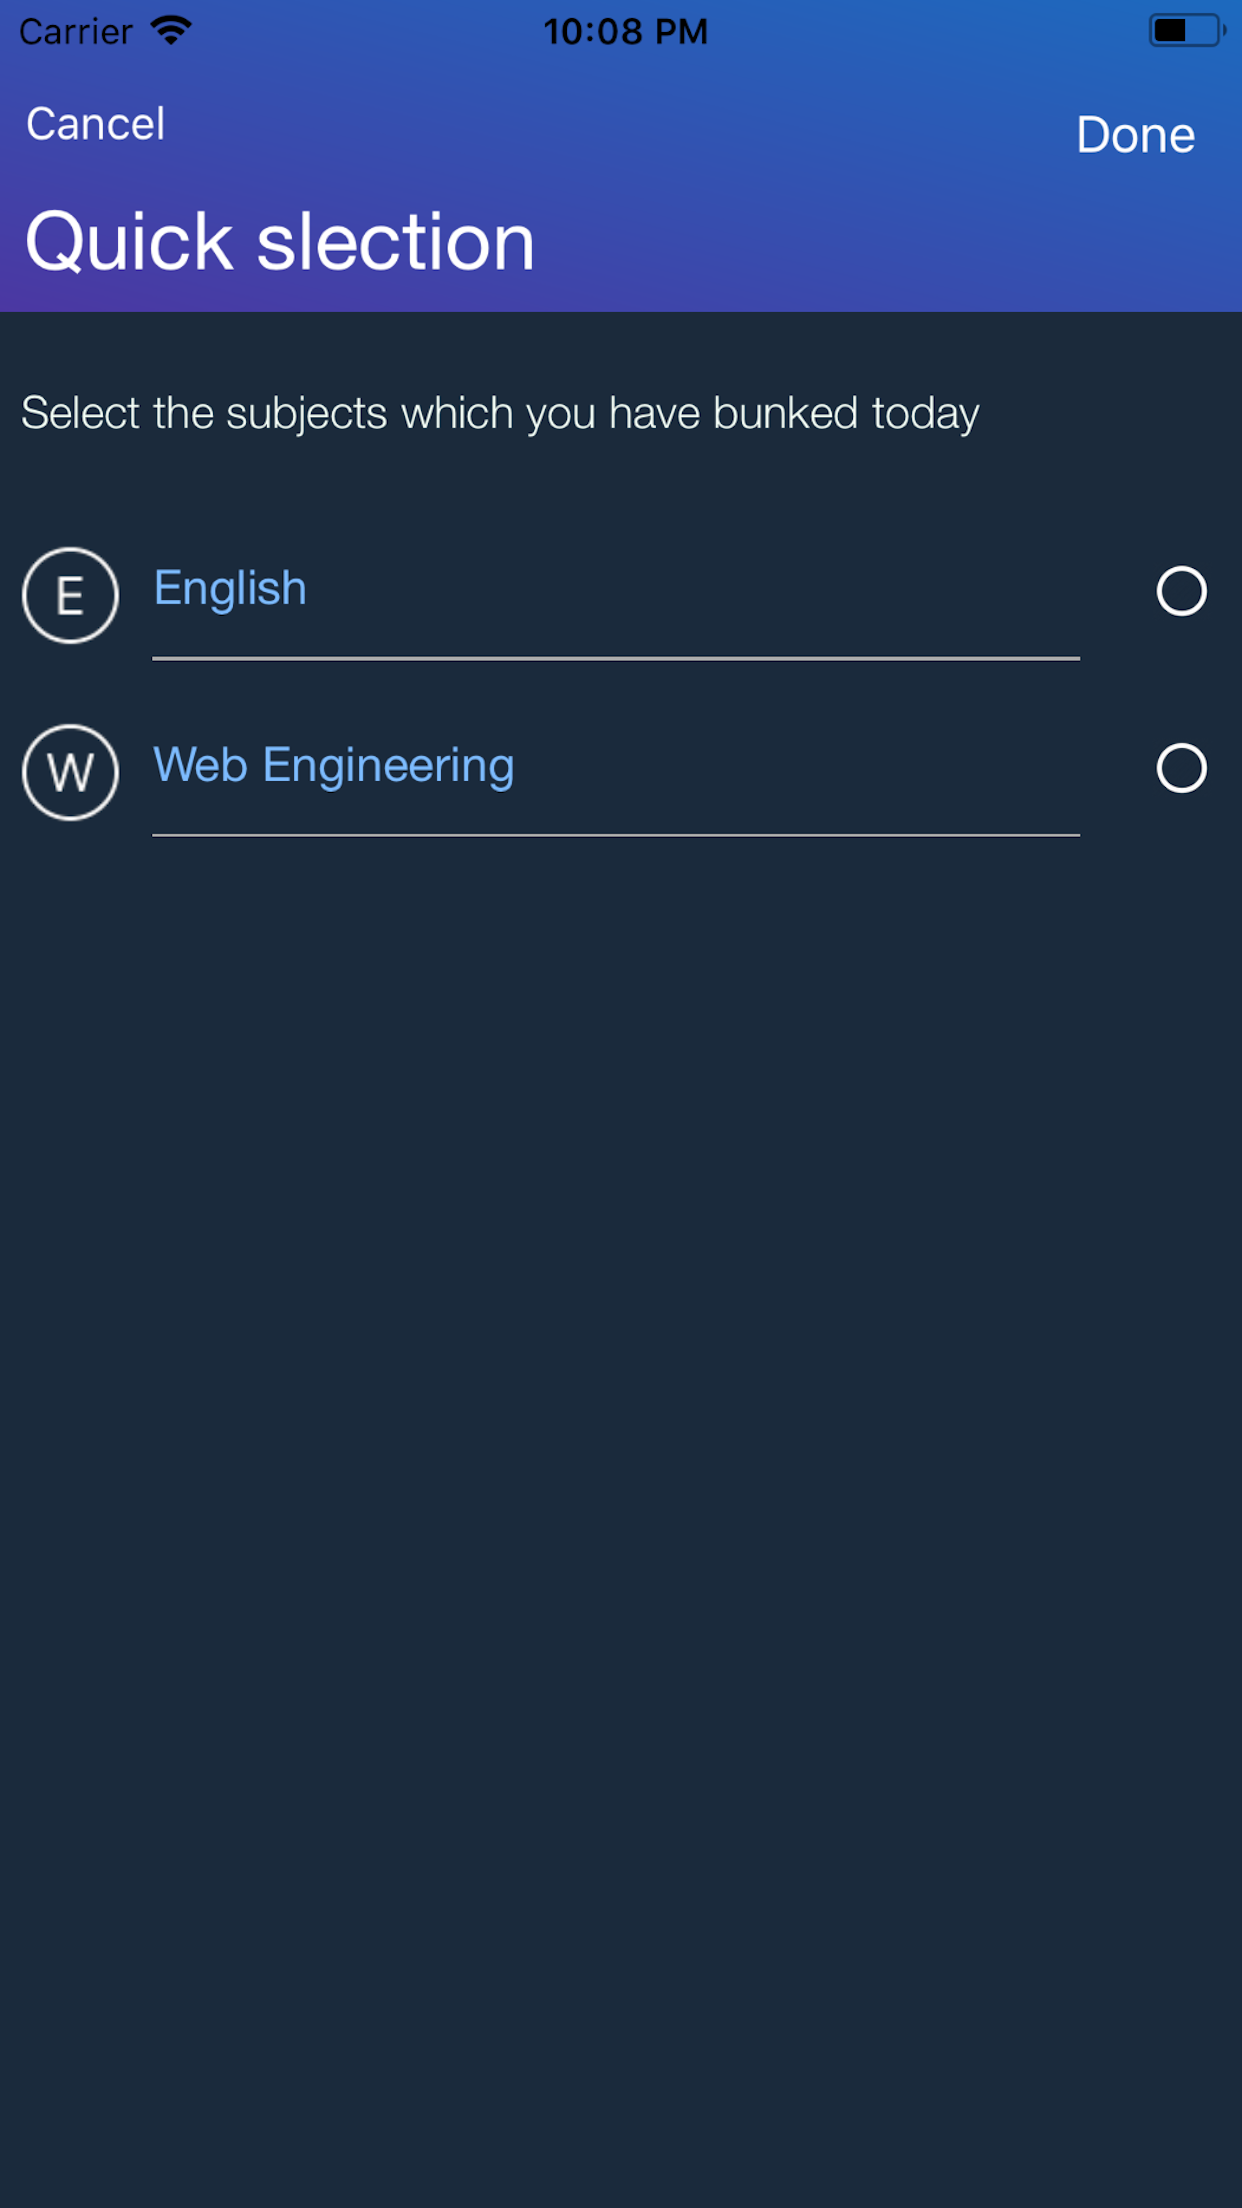 Carrier 10:08 PM
Cancel Done
Quick slection
Select the subjects which you have bunked today
E English
W Web Engineering